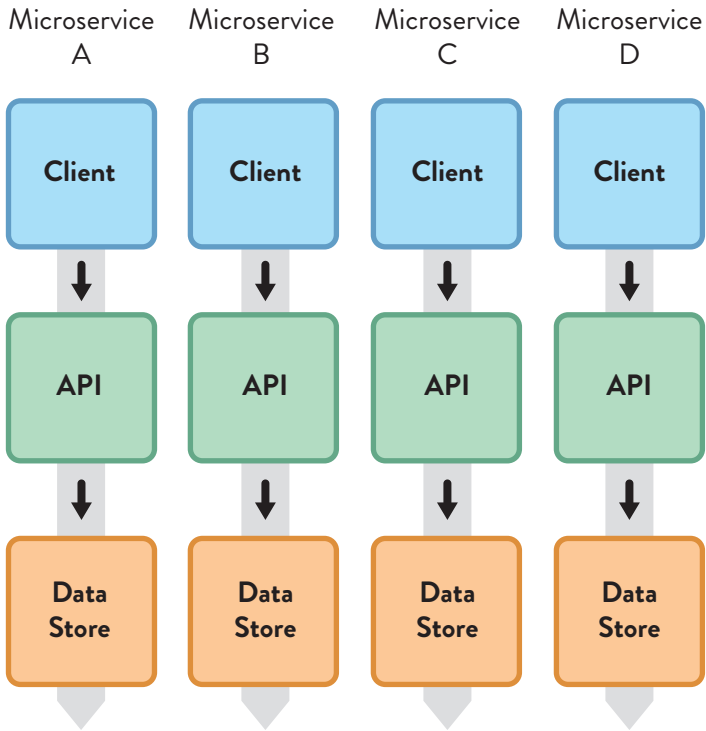 Microservice
A
Microservice
B
Microservice
C
Microservice
D
Client
Client
Client
Client
API
API
API
API
Data
Store
Data
Store
Data
Store
Data
Store